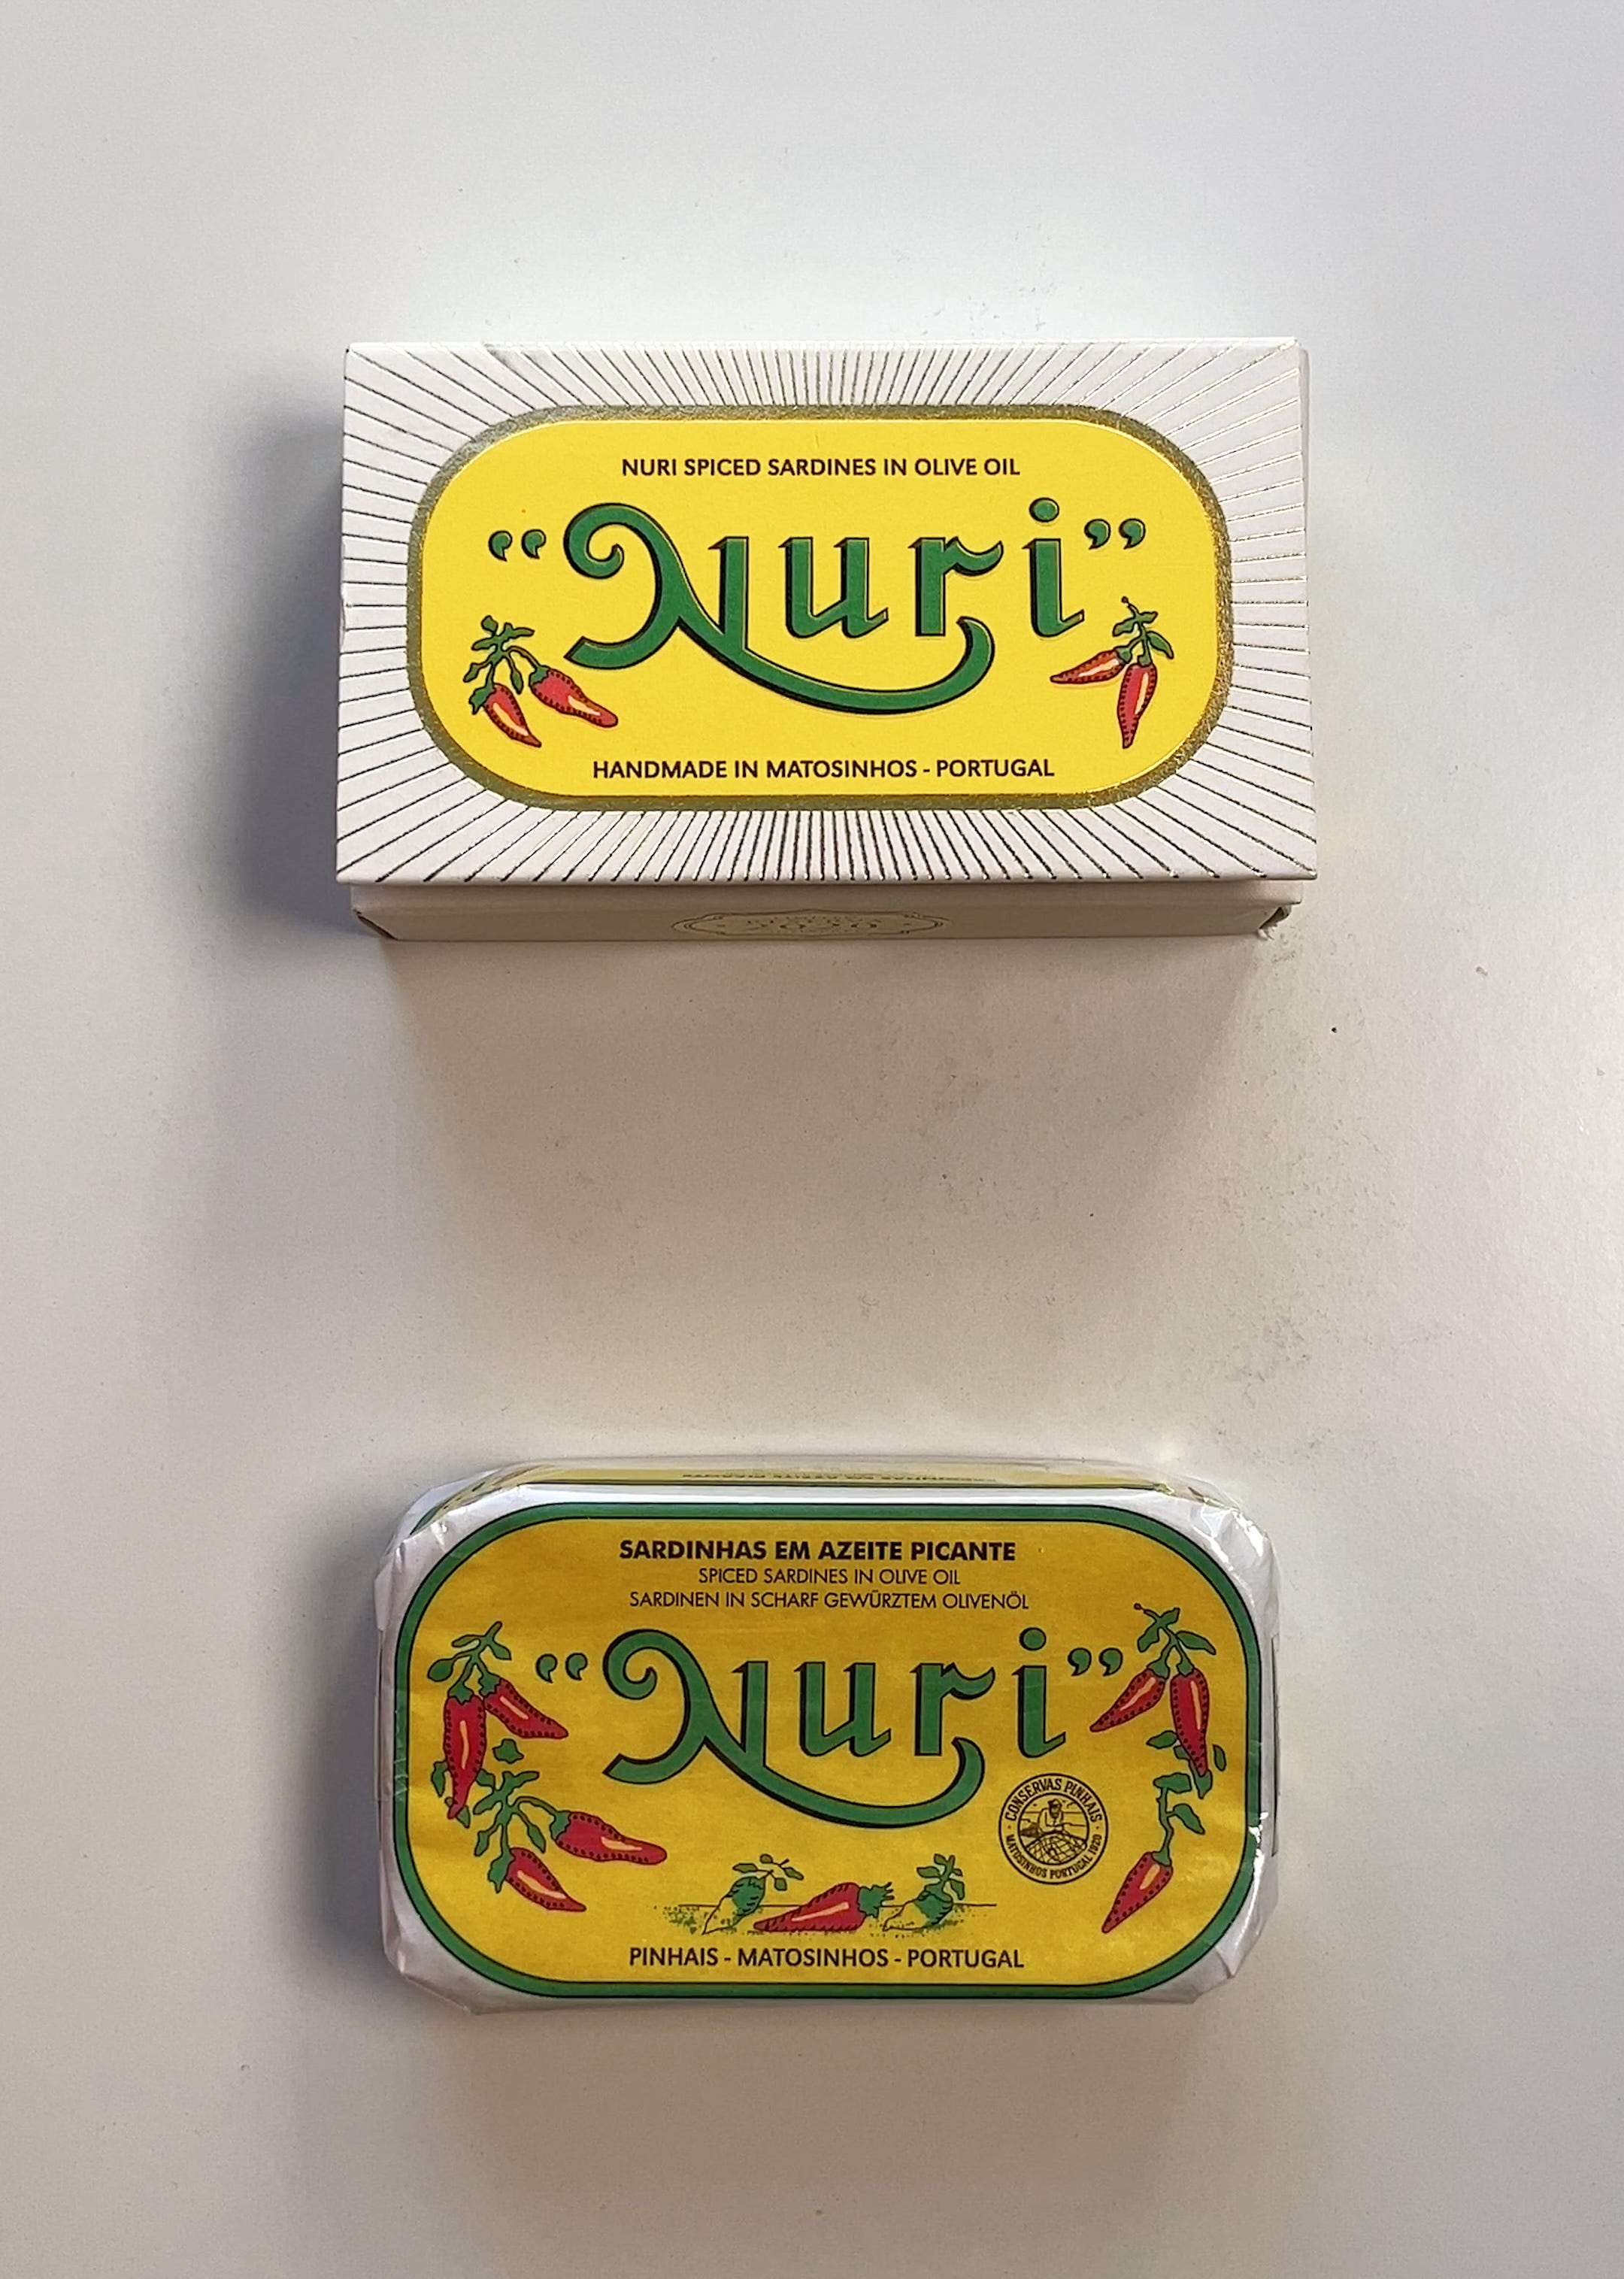 NURI SPICED SARDINES IN OLIVE OIL
“Nuri”
HANDMADE IN MATOSINHOS - PORTUGAL
2020
SARDINHAS EM AZEITE PICANTE
SPICED SARDINES IN OLIVE OIL
SARDINEN IN SCHARF GEWÜRZTEM OLIVENÖL
“Nuri”
CONSERVAS PINHAIS
MATOSINHOS PORTUGAL 1920
PINHAIS - MATOSINHOS - PORTUGAL